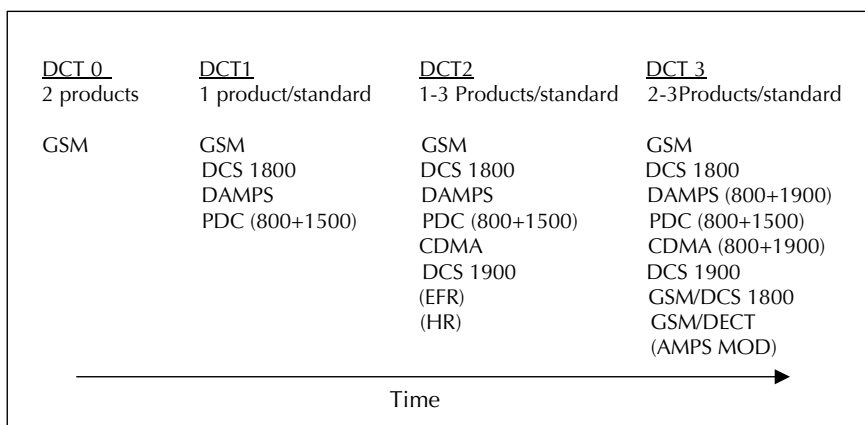 DCT 0
2 products
GSM
DCT1
1 product/standard
GSM
DCS 1800
DAMPS
PDC (800+1500)
DCT2
1-3 Products/standard
GSM
DCS 1800
DAMPS
PDC (800+1500)
CDMA
DCS 1900
(EFR)
(HR)
DCT 3
2-3Products/standard
GSM
DCS 1800
DAMPS (800+1900)
PDC (800+1500)
CDMA (800+1900)
DCS 1900
GSM/DCS 1800
GSM/DECT
(AMPS MOD)
Time